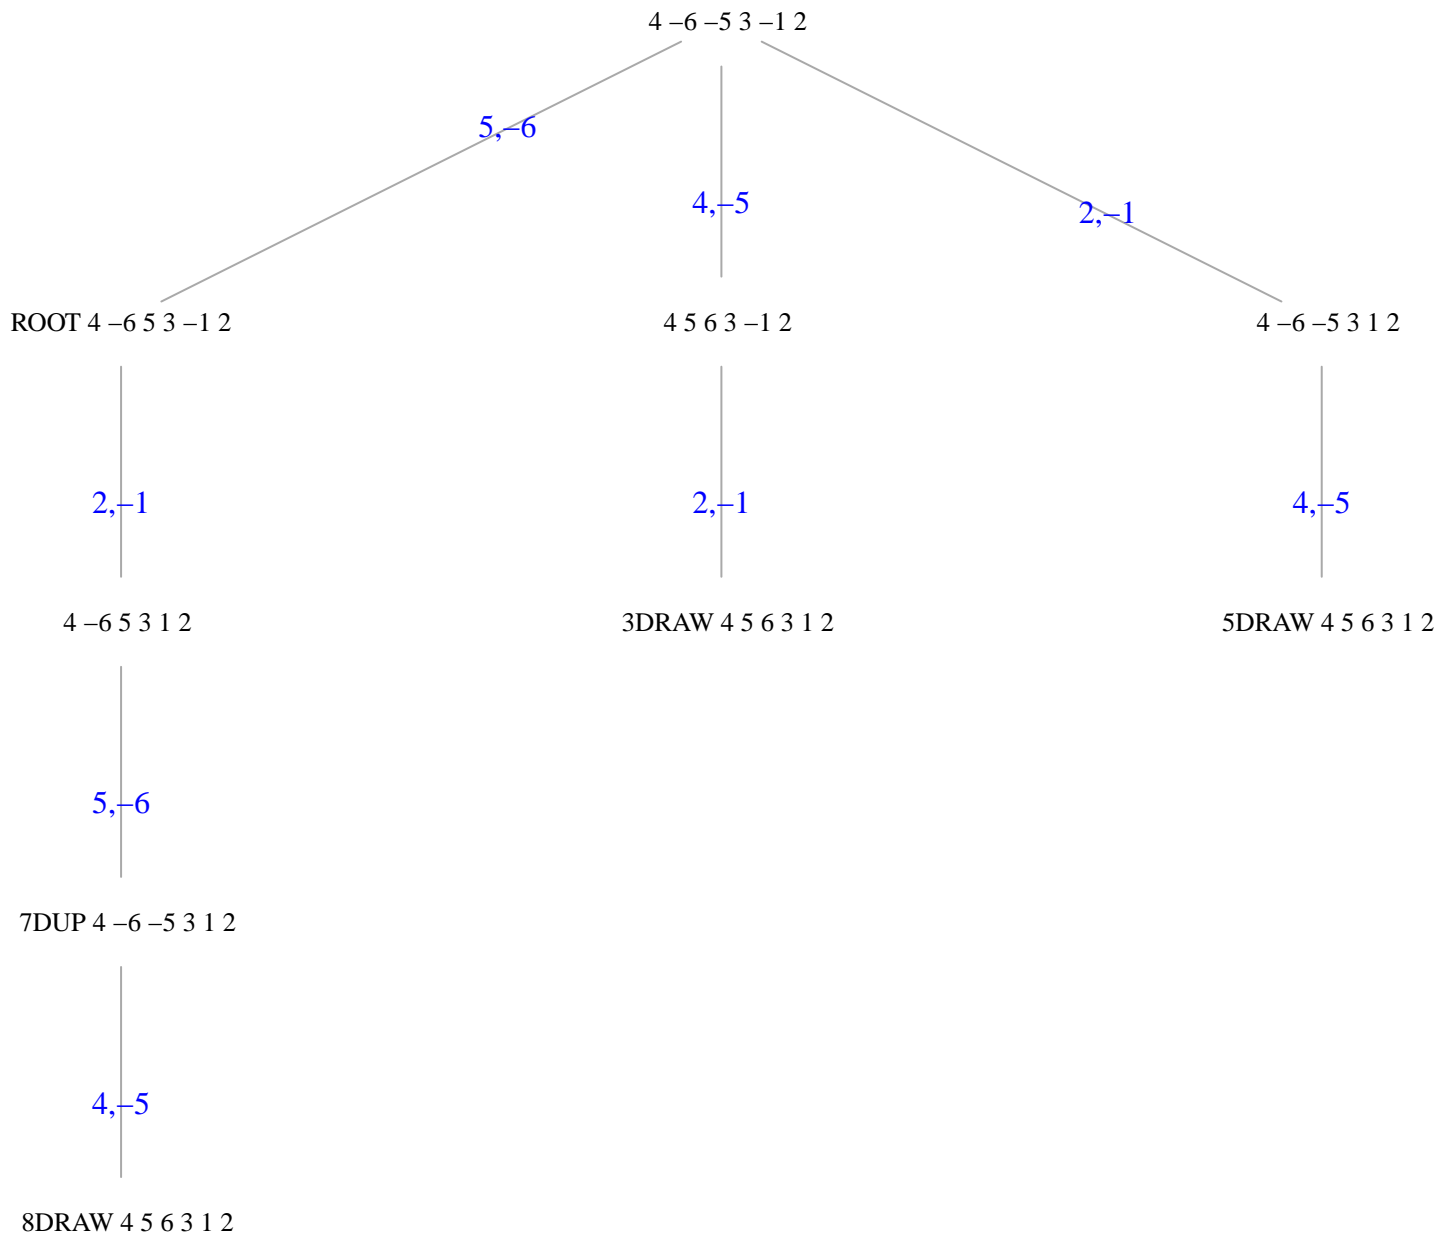 4 –6 –5 3 –1 2
5,–6
4,–5
2,–1
ROOT 4 –6 5 3 –1 2
4 5 6 3 –1 2
4 –6 –5 3 1 2
2,–1
2,–1
4,–5
4 –6 5 3 1 2
3DRAW 4 5 6 3 1 2
5DRAW 4 5 6 3 1 2
5,–6
7DUP 4 –6 –5 3 1 2
4,–5
8DRAW 4 5 6 3 1 2